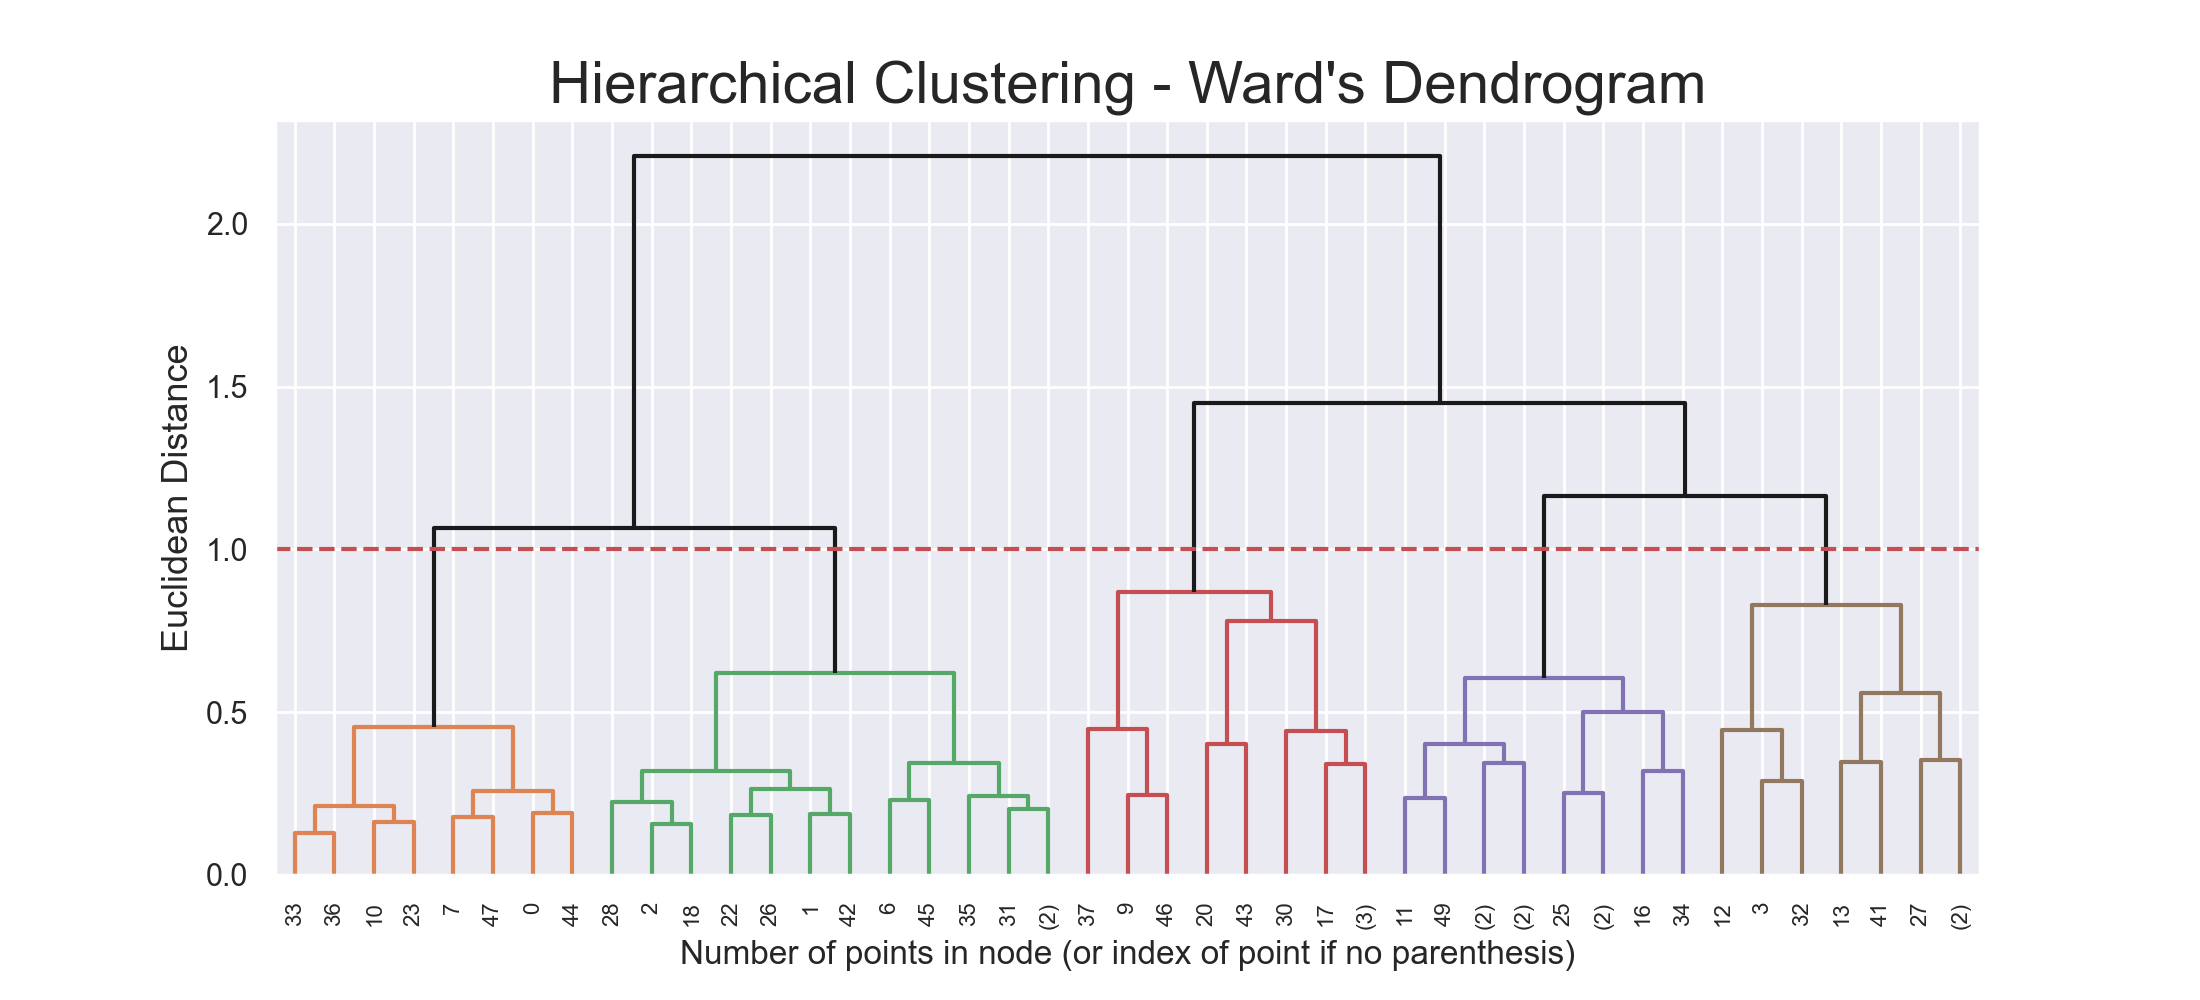 Hierarchical Clustering - Ward's Dendrogram
Euclidean Distance
2.0
1.5
1.0
0.5
0.0
33 36 10 23 7 47 0 44 28 2 18 22 26 1 42 6 45 35 31 (2) 37 9 46 20 43 30 17 (3) 11 49 (2) (2) 25 (2) 16 34 12 3 32 13 41 27 (2)
Number of points in node (or index of point if no parenthesis)